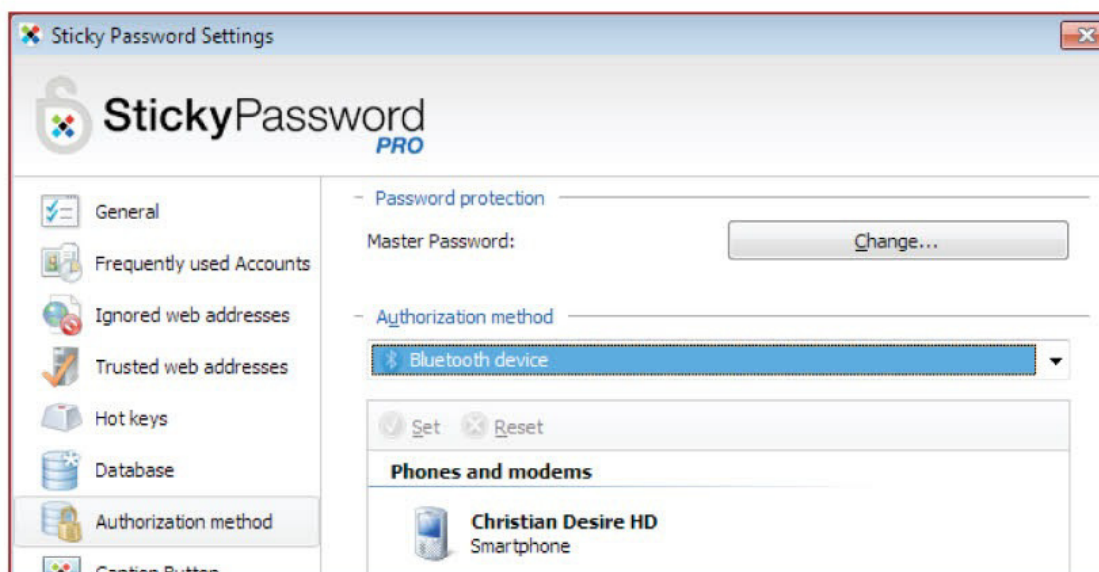 Sticky Password Settings
StickyPassword
PRO
General
Frequently used Accounts
Ignored web addresses
Trusted web addresses
Hot keys
Database
Authorization method
Caption Button
Password protection
Master Password:
Change...
Authorization method
Bluetooth device
Set Reset
Phones and modems
Christian Desire HD
Smartphone